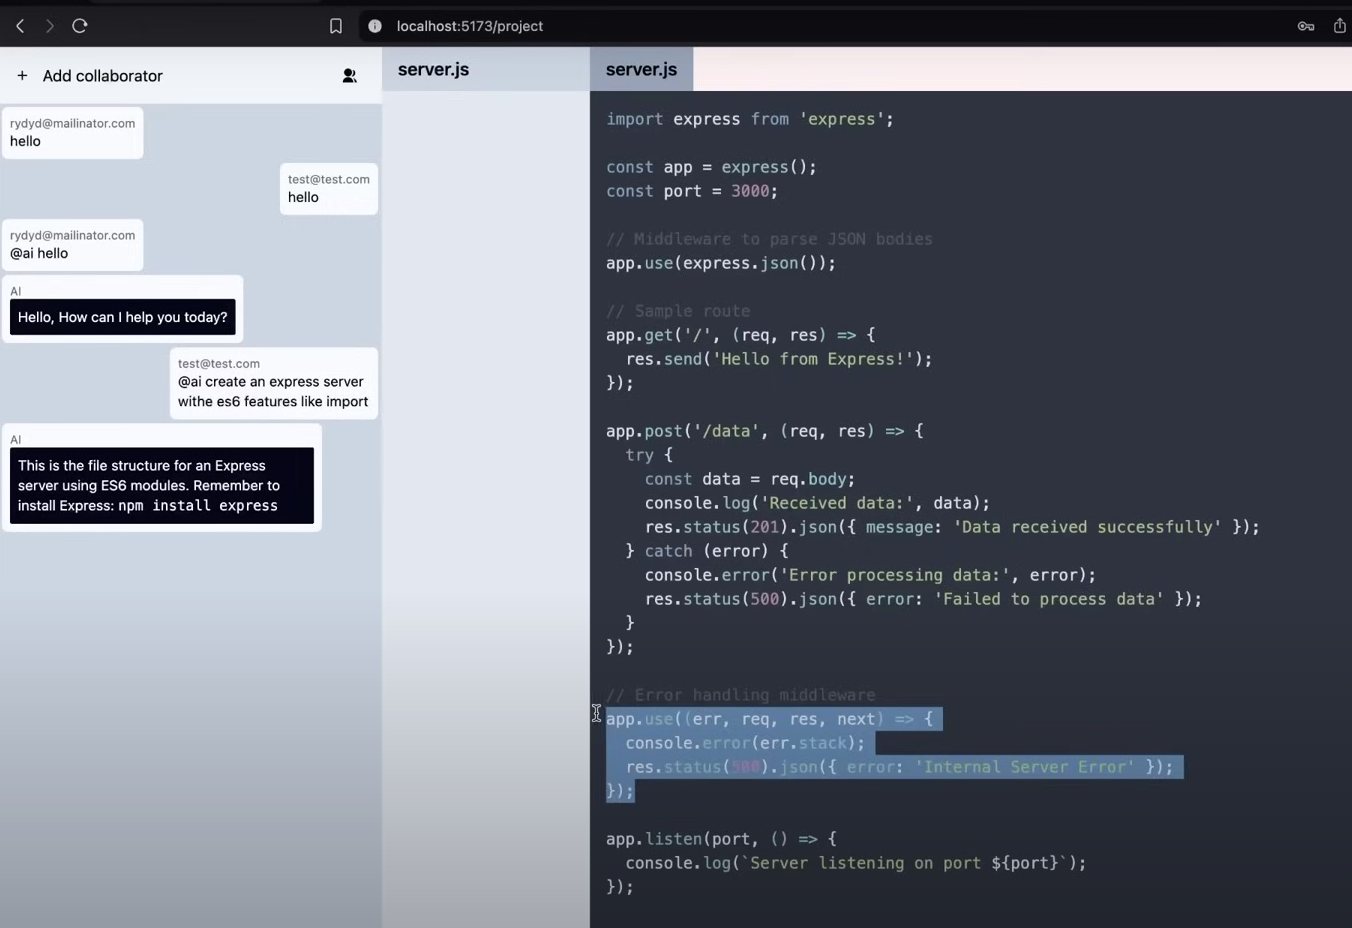 localhost:5173/project
+ Add collaborator
rydyd@mailinator.com
hello
test@test.com
hello
rydyd@mailinator.com
@ai hello
AI
Hello, How can I help you today?
test@test.com
@ai create an express server
withe es6 features like import
AI
This is the file structure for an Express
server using ES6 modules. Remember to
install Express: npm install express
server.js
server.js
import express from 'express';
const app = express();
const port = 3000;
// Middleware to parse JSON bodies
app.use(express.json());
// Sample route
app.get('/', (req, res) => {
  res.send('Hello from Express!');
});
app.post('/data', (req, res) => {
  try {
    const data = req.body;
    console.log('Received data:', data);
    res.status(201).json({ message: 'Data received successfully' });
  } catch (error) {
    console.error('Error processing data:', error);
    res.status(500).json({ error: 'Failed to process data' });
  }
});
// Error handling middleware
app.use((err, req, res, next) => {
  console.error(err.stack);
  res.status(500).json({ error: 'Internal Server Error' });
});
app.listen(port, () => {
  console.log(`Server listening on port ${port}`);
});